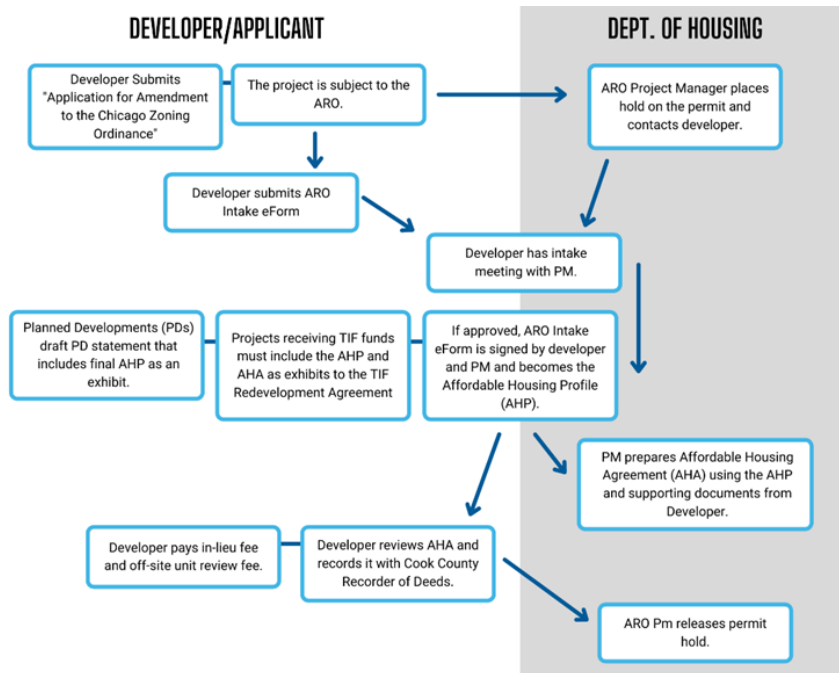 DEVELOPER/APPLICANT
DEPT. OF HOUSING
Developer Submits
"Application for Amendment
to the Chicago Zoning
Ordinance"
The project is subject to the
ARO.
ARO Project Manager places
hold on the permit and
contacts developer.
Developer submits ARO
Intake eForm
Developer has intake
meeting with PM.
Planned Developments (PDs)
draft PD statement that
includes final AHP as an
exhibit.
Projects receiving TIF funds
must include the AHP and
AHA as exhibits to the TIF
Redevelopment Agreement
If approved, ARO Intake
eForm is signed by developer
and PM and becomes the
Affordable Housing Profile
(AHP).
PM prepares Affordable Housing
Agreement (AHA) using the AHP
and supporting documents from
Developer.
Developer pays in-lieu fee
and off-site unit review fee.
Developer reviews AHA and
records it with Cook County
Recorder of Deeds.
ARO Pm releases permit
hold.